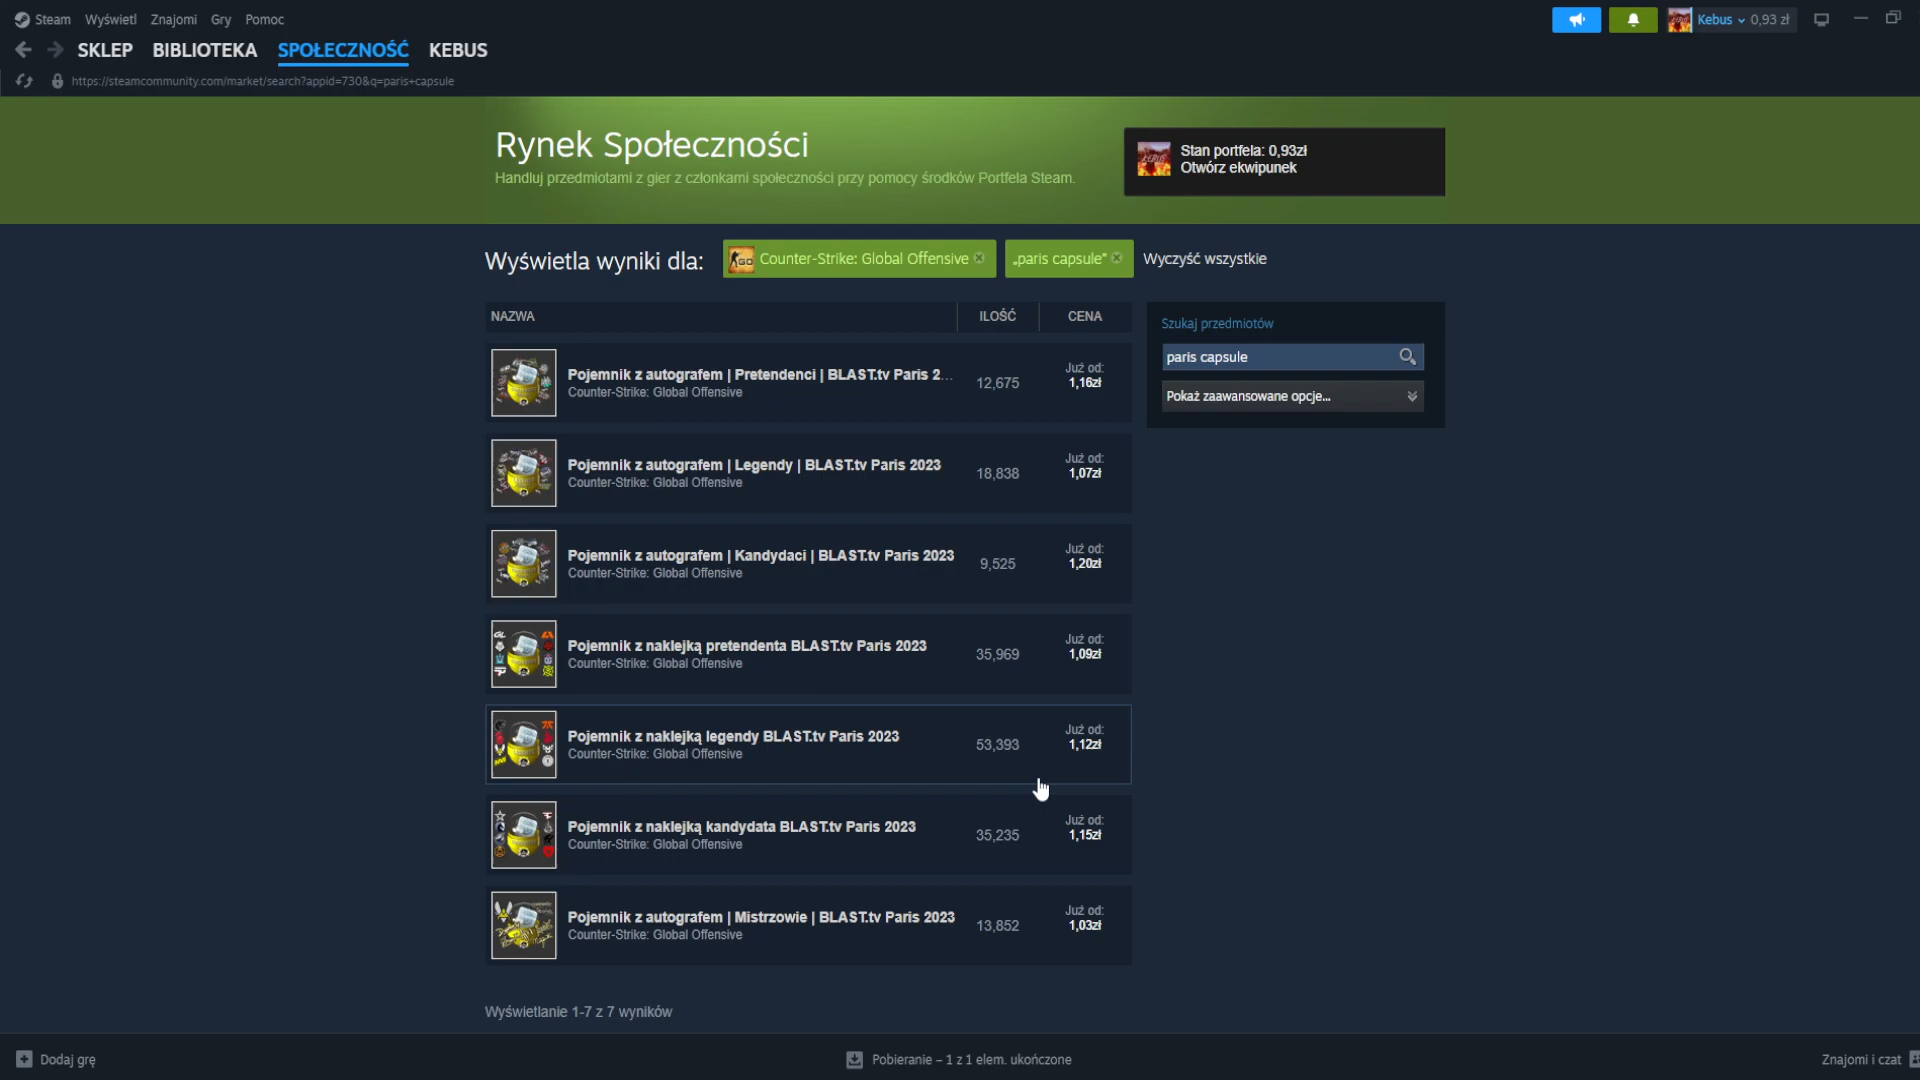 Steam Wyświetl Znajomi Gry Pomoc
Kebus 0,93 zł
SKLEP BIBLIOTEKA SPOŁECZNOŚĆ KEBUS
https://steamcommunity.com/market/search?appid=730&q=paris+capsule
Rynek Społeczności
Handluj przedmiotami z gier z członkami społeczności przy pomocy środków Portfela Steam.
Stan portfela: 0,93zł
Otwórz ekwipunek
Wyświetla wyniki dla: Counter-Strike: Global Offensive „paris capsule” Wyczyść wszystkie
NAZWA ILOŚĆ CENA
Szukaj przedmiotów
paris capsule
Pokaż zaawansowane opcje...
Pojemnik z autografem | Pretendenci | BLAST.tv Paris 2...
Counter-Strike: Global Offensive
12,675
Już od:
1,16zł
Pojemnik z autografem | Legendy | BLAST.tv Paris 2023
Counter-Strike: Global Offensive
18,838
Już od:
1,07zł
Pojemnik z autografem | Kandydaci | BLAST.tv Paris 2023
Counter-Strike: Global Offensive
9,525
Już od:
1,20zł
Pojemnik z naklejką pretendenta BLAST.tv Paris 2023
Counter-Strike: Global Offensive
35,969
Już od:
1,09zł
Pojemnik z naklejką legendy BLAST.tv Paris 2023
Counter-Strike: Global Offensive
53,393
Już od:
1,12zł
Pojemnik z naklejką kandydata BLAST.tv Paris 2023
Counter-Strike: Global Offensive
35,235
Już od:
1,15zł
Pojemnik z autografem | Mistrzowie | BLAST.tv Paris 2023
Counter-Strike: Global Offensive
13,852
Już od:
1,03zł
Wyświetlanie 1-7 z 7 wyników
Dodaj grę
Pobieranie – 1 z 1 elem. ukończone
Znajomi i czat